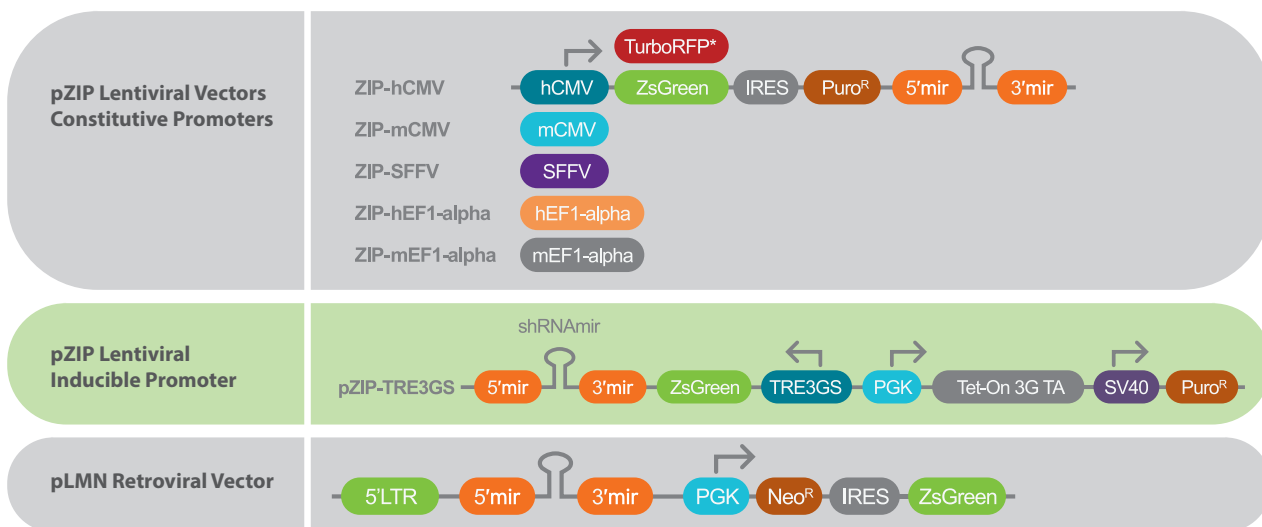 pZIP Lentiviral Vectors
Constitutive Promoters
TurboRFP*
ZIP-hCMV hCMV ZsGreen IRES Puroᴿ 5′mir 3′mir
ZIP-mCMV mCMV
ZIP-SFFV SFFV
ZIP-hEF1-alpha hEF1-alpha
ZIP-mEF1-alpha mEF1-alpha
pZIP Lentiviral
Inducible Promoter
shRNAmir
pZIP-TRE3GS 5′mir 3′mir ZsGreen TRE3GS PGK Tet-On 3G TA SV40 Puroᴿ
pLMN Retroviral Vector
5′LTR 5′mir 3′mir PGK Neoᴿ IRES ZsGreen